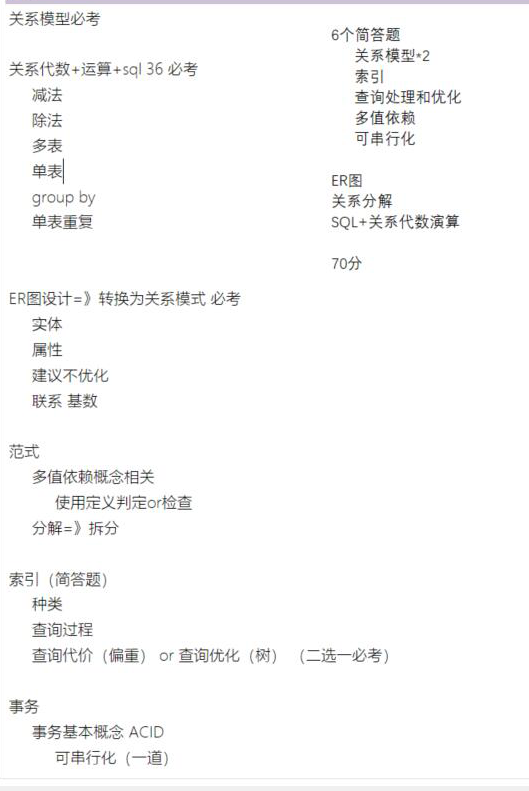 关系模型必考
关系代数+运算+sql 36 必考
减法
除法
多表
单表
group by
单表重复
6个简答题
关系模型*2
索引
查询处理和优化
多值依赖
可串行化
ER图
关系分解
SQL+关系代数演算
70分
ER图设计=》转换为关系模式 必考
实体
属性
建议不优化
联系 基数
范式
多值依赖概念相关
使用定义判定or检查
分解=》拆分
索引（简答题）
种类
查询过程
查询代价（偏重） or 查询优化（树） （二选一必考）
事务
事务基本概念 ACID
可串行化（一道）